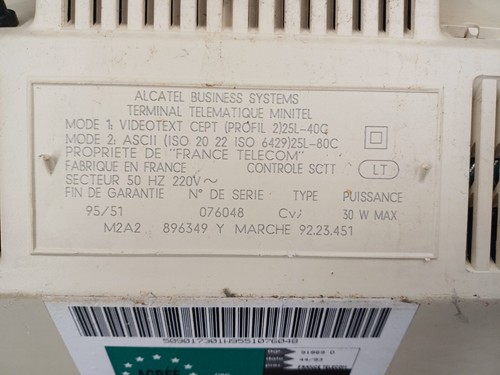 ALCATEL BUSINESS SYSTEMS
TERMINAL TELEMATIQUE MINITEL
MODE 1: VIDEOTEXT CEPT (PROFIL 2)25L-40C
MODE 2: ASCII (ISO 20 22 ISO 6429)25L-80C
PROPRIETE DE "FRANCE TELECOM"
FABRIQUE EN FRANCE CONTROLE SCTT LT
SECTEUR 50 HZ 220V~
FIN DE GARANTIE N° DE SERIE TYPE PUISSANCE
95/51 076048 30 W MAX
M2A2 896349 Y MARCHE 92.23.451
FRANCE TELECOM